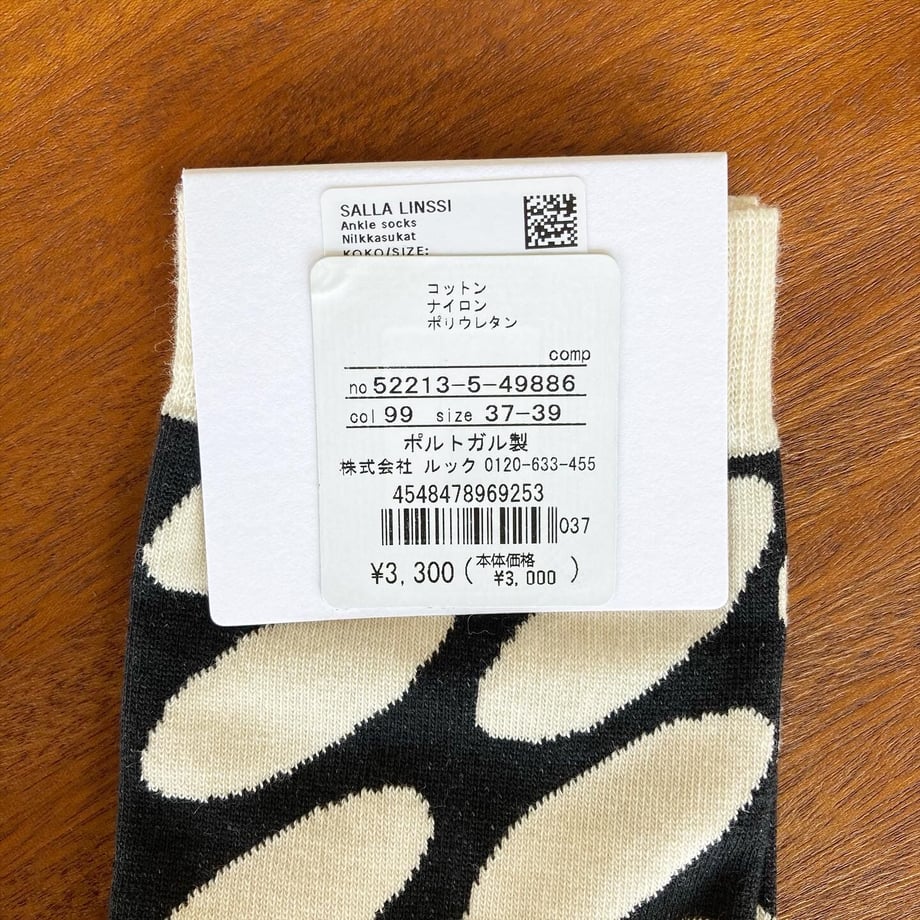 SALLA LINSSI
Ankle socks
Nilkkasukat
KOKO/SIZE:
コットン
ナイロン
ポリウレタン
comp
no 52213-5-49886
col 99 size 37-39
ポルトガル製
株式会社 ルック 0120-633-455
4548478969253
037
¥3,300 (本体価格 ¥3,000)